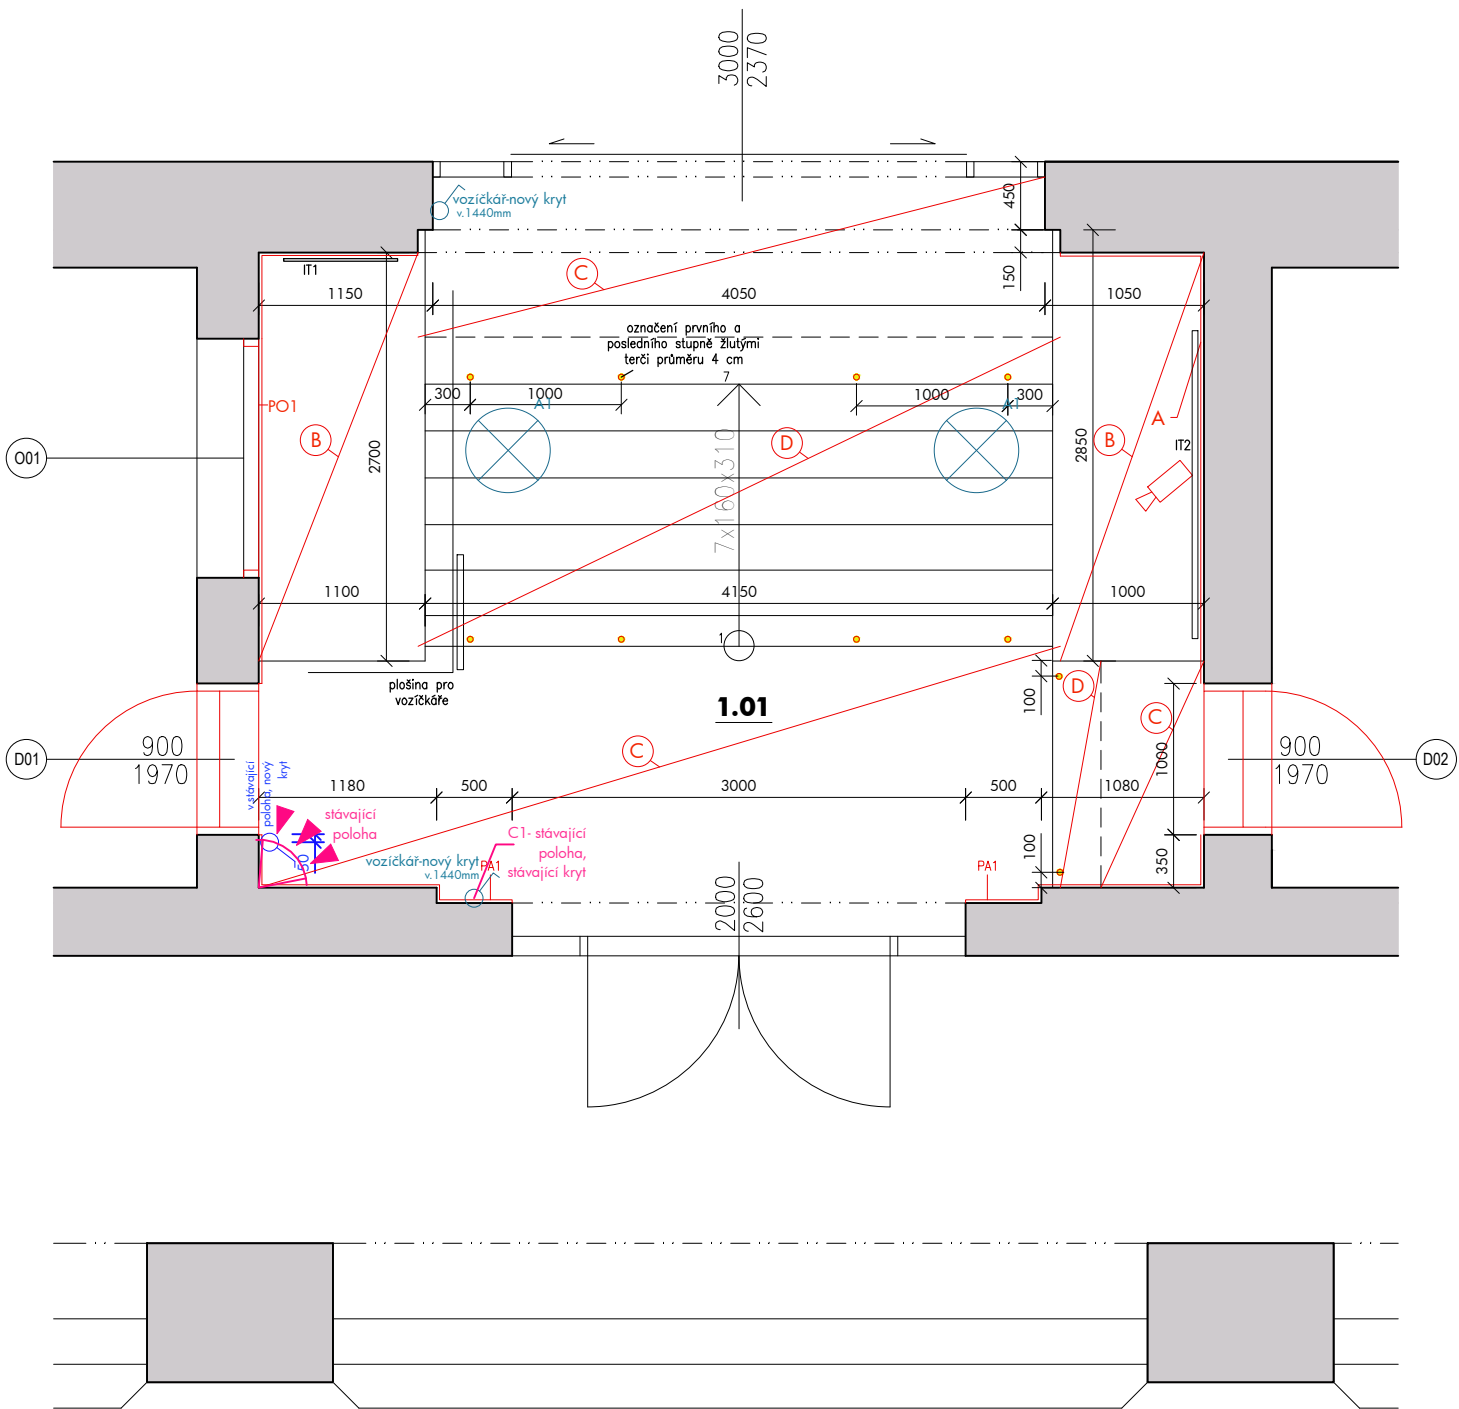 3000
2370
vozíčkář-nový kryt
v.1440mm
450
150
IT1
C
1150
4050
1050
označení prvního a
posledního stupně žlutými
terči průměru 4 cm
7
300
1000
1000
300
A1
A1
PO1
B
D
B
A
IT2
O01
2700
2850
7x160x310
1100
4150
1000
1
plošina pro
vozíčkáře
1.01
100
D
C
C
D01
900
1970
1000
900
1970
D02
v.stávající
poloha, nový
kryt
1180
500
3000
500
1080
stávající
poloha
50
C1- stávající
poloha,
stávající kryt
vozíčkář-nový kryt
v.1440mm
PA1
PA1
100
350
2000
2600